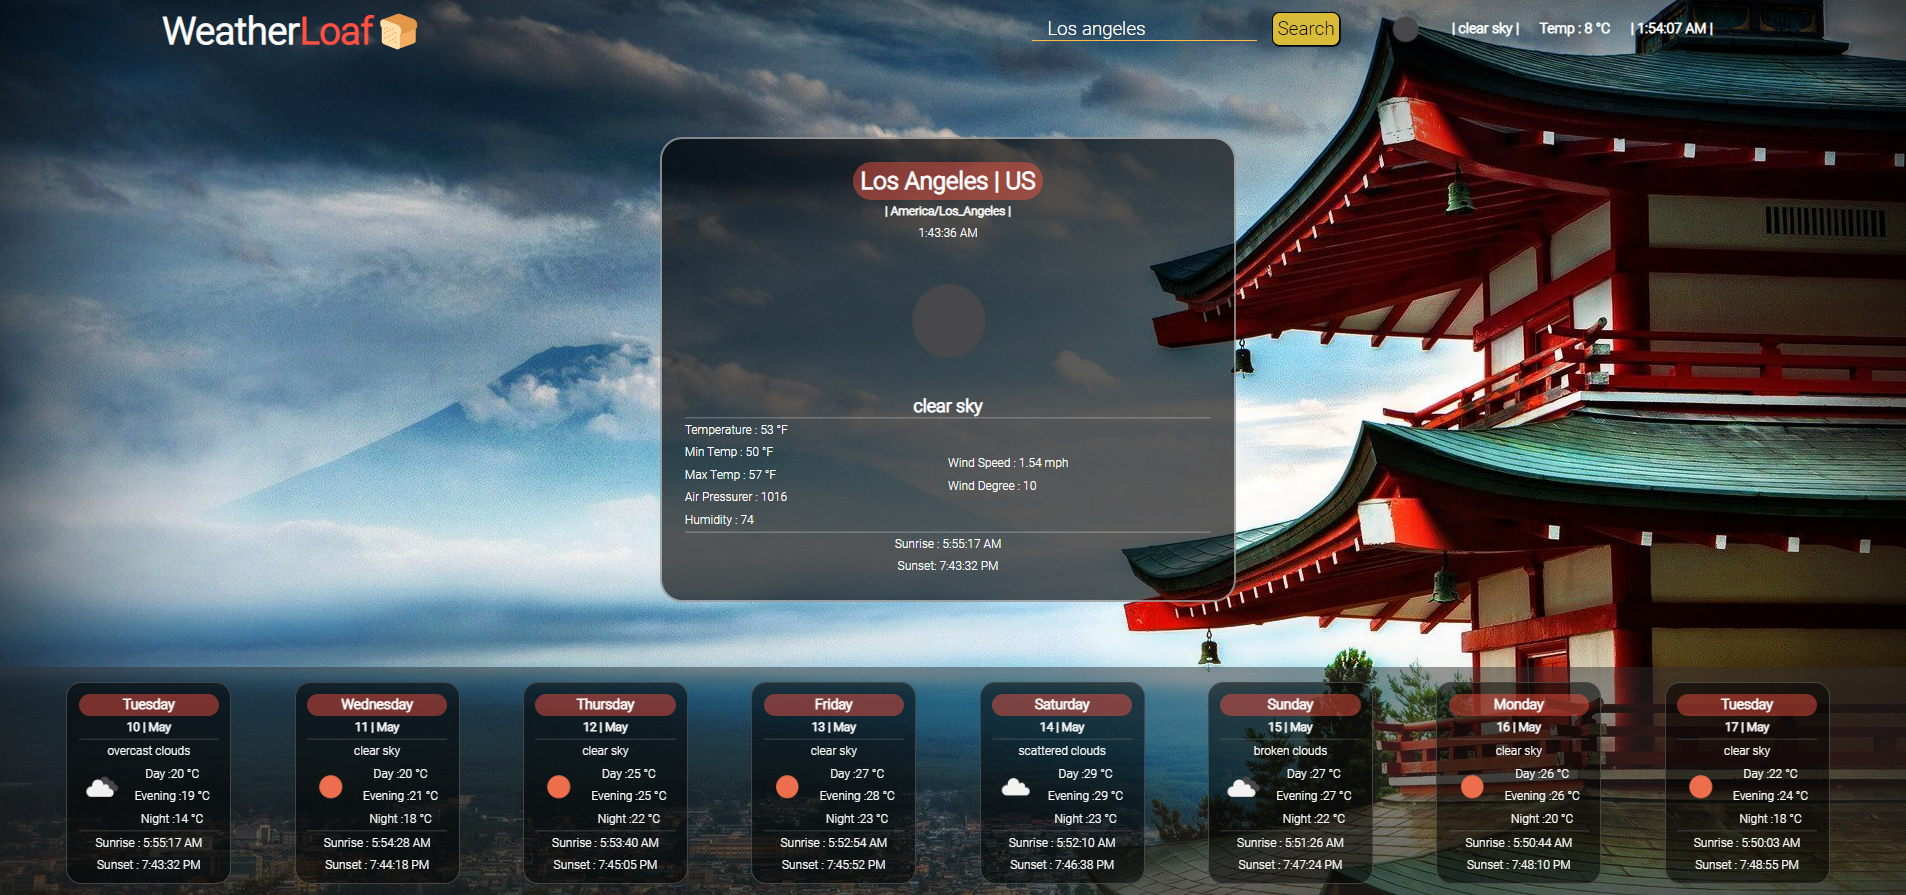 WeatherLoaf
Los angeles
Search
| clear sky | Temp : 8 °C | 1:54:07 AM |
Los Angeles | US
| America/Los_Angeles |
1:43:36 AM
clear sky
Temperature : 53 °F
Min Temp : 50 °F
Max Temp : 57 °F
Air Pressurer : 1016
Humidity : 74
Wind Speed : 1.54 mph
Wind Degree : 10
Sunrise : 5:55:17 AM
Sunset: 7:43:32 PM
Tuesday
10 | May
overcast clouds
Day :20 °C
Evening :19 °C
Night :14 °C
Sunrise : 5:55:17 AM
Sunset : 7:43:32 PM
Wednesday
11 | May
clear sky
Day :20 °C
Evening :21 °C
Night :18 °C
Sunrise : 5:54:28 AM
Sunset : 7:44:18 PM
Thursday
12 | May
clear sky
Day :25 °C
Evening :25 °C
Night :22 °C
Sunrise : 5:53:40 AM
Sunset : 7:45:05 PM
Friday
13 | May
clear sky
Day :27 °C
Evening :28 °C
Night :23 °C
Sunrise : 5:52:54 AM
Sunset : 7:45:52 PM
Saturday
14 | May
scattered clouds
Day :29 °C
Evening :29 °C
Night :23 °C
Sunrise : 5:52:10 AM
Sunset : 7:46:38 PM
Sunday
15 | May
broken clouds
Day :27 °C
Evening :27 °C
Night :22 °C
Sunrise : 5:51:26 AM
Sunset : 7:47:24 PM
Monday
16 | May
clear sky
Day :26 °C
Evening :26 °C
Night :20 °C
Sunrise : 5:50:44 AM
Sunset : 7:48:10 PM
Tuesday
17 | May
clear sky
Day :22 °C
Evening :24 °C
Night :18 °C
Sunrise : 5:50:03 AM
Sunset : 7:48:55 PM